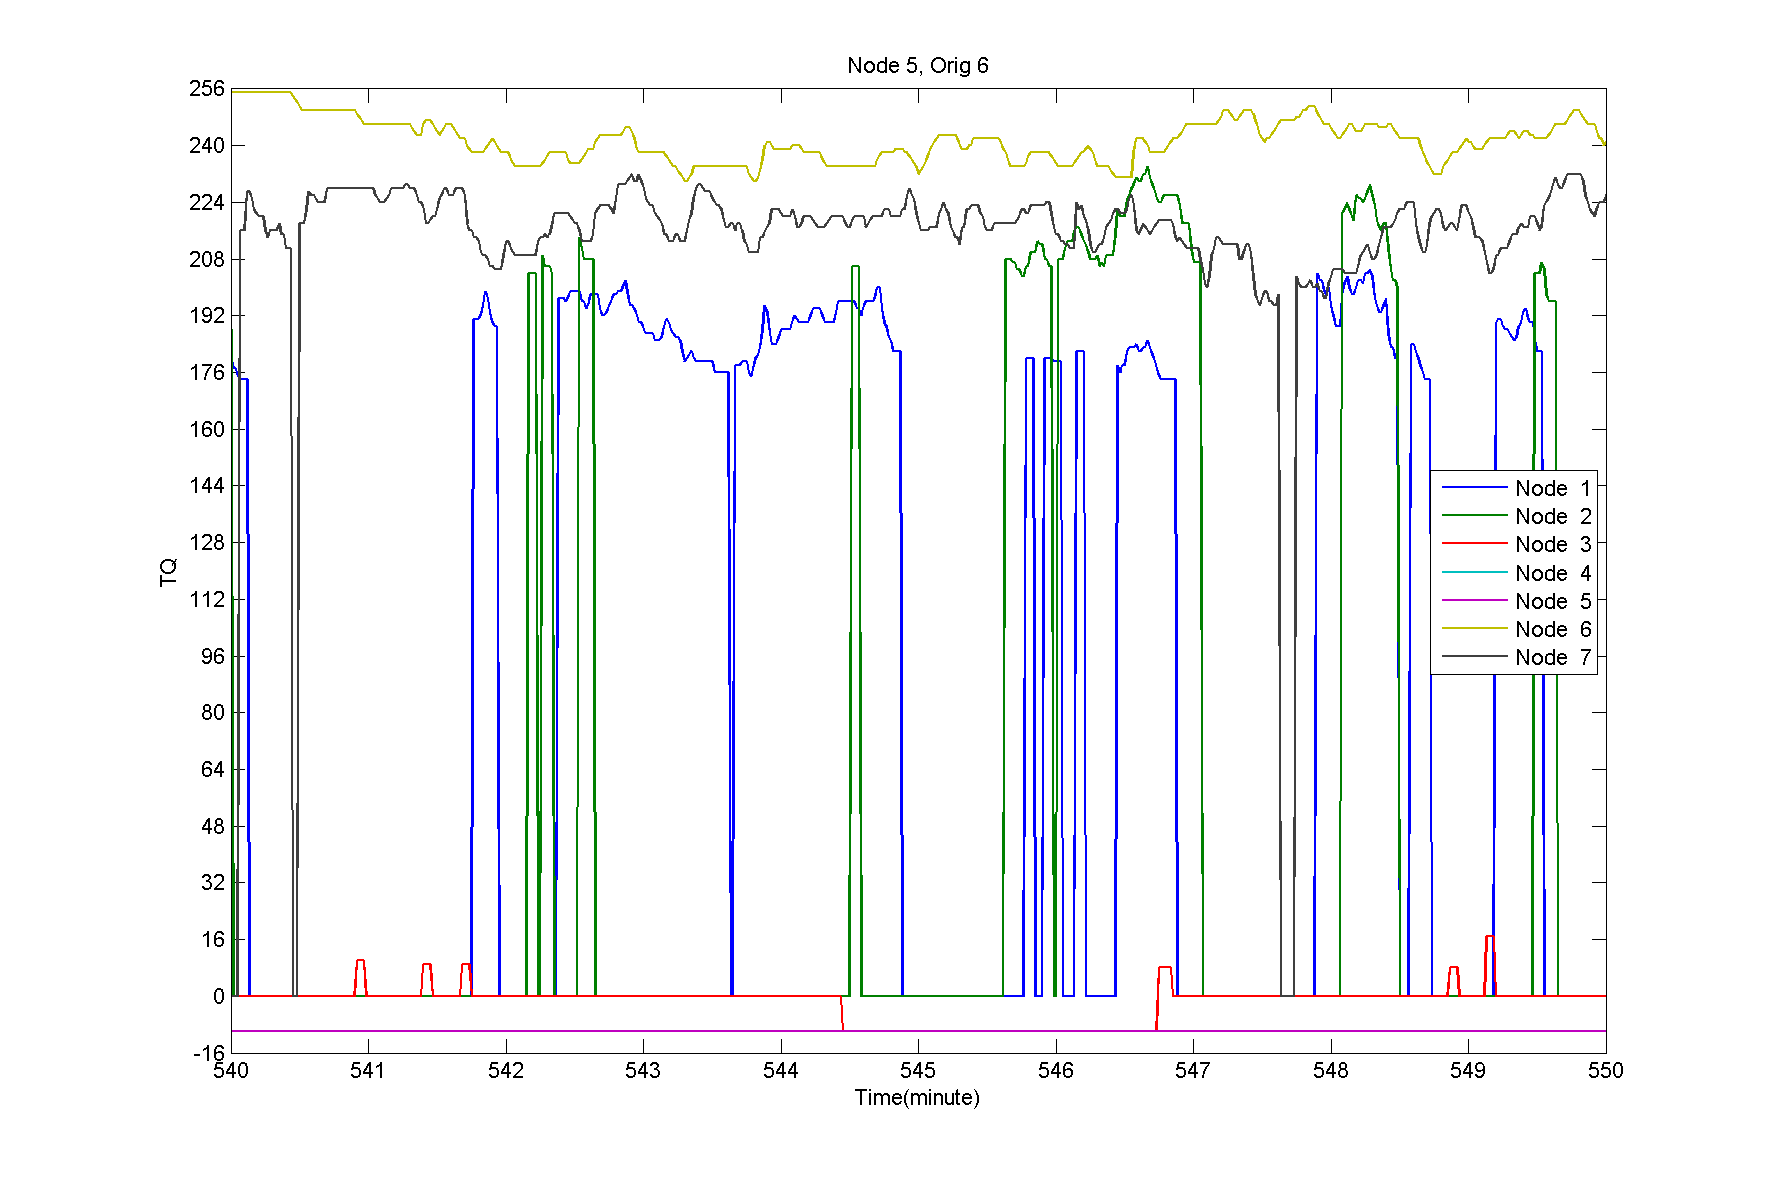 Node 5, Orig 6
256
240
224
208
192
176
160
144
128
112
96
80
64
48
32
16
0
-16
TQ
Node 1
Node 2
Node 3
Node 4
Node 5
Node 6
Node 7
540 541 542 543 544 545 546 547 548 549 550
Time(minute)